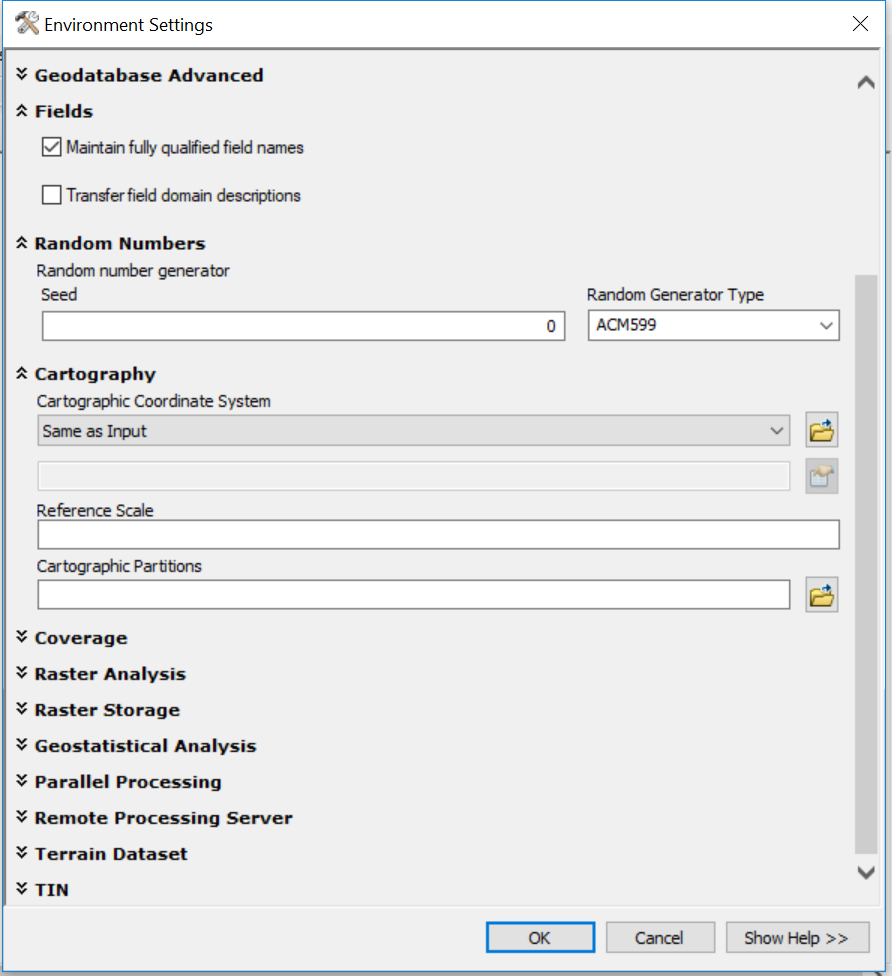 Environment Settings
Geodatabase Advanced
Fields
Maintain fully qualified field names
Transfer field domain descriptions
Random Numbers
Random number generator
Seed
Random Generator Type
0
ACM599
Cartography
Cartographic Coordinate System
Same as Input
Reference Scale
Cartographic Partitions
Coverage
Raster Analysis
Raster Storage
Geostatistical Analysis
Parallel Processing
Remote Processing Server
Terrain Dataset
TIN
OK
Cancel
Show Help >>